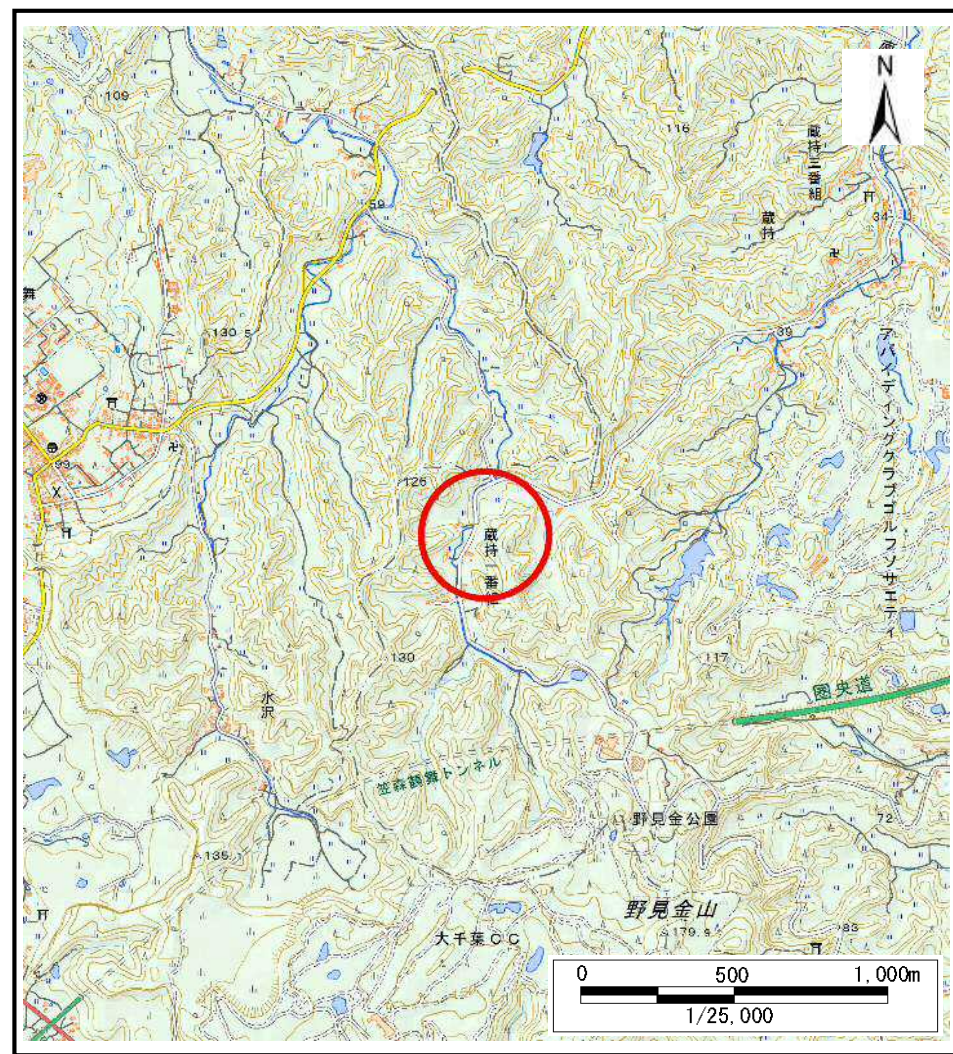 109
N
116
蔵持三番組
蔵持
34
59
39
舞
130.5
アバイディングクラブゴルフソサエティ
99
126
蔵持一番組
130
117
水沢
圏央道
笠森鶴舞トンネル
野見金公園
72
135.1
野見金山
大千葉CC
179.9
83
0 500 1,000m
1/25,000